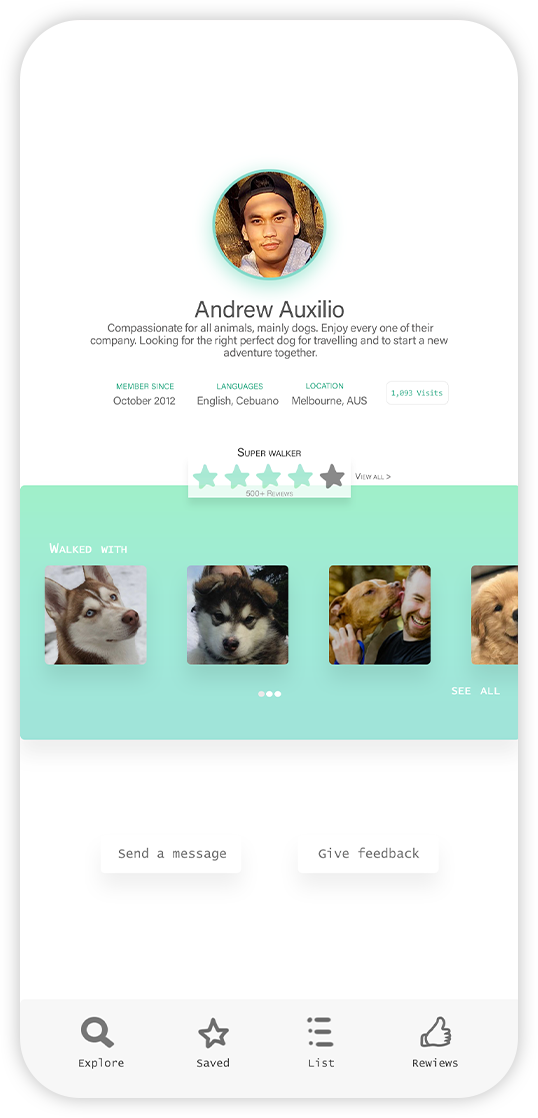 Andrew Auxilio
Compassionate for all animals, mainly dogs. Enjoy every one of their
company. Looking for the right perfect dog for travelling and to start a new
adventure together.
MEMBER SINCE
October 2012
LANGUAGES
English, Cebuano
LOCATION
Melbourne, AUS
1,093 Visits
Super walker
500+ Reviews
View all >
Walked with
see all
Send a message
Give feedback
Explore
Saved
List
Rewiews